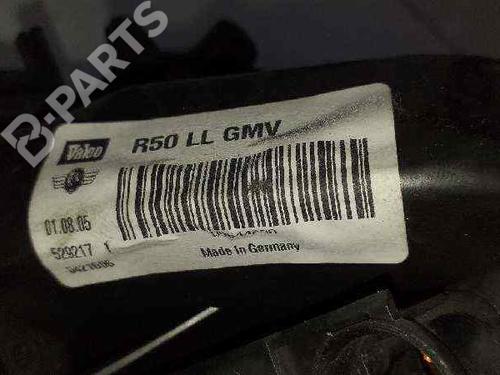 B-PARTS
Valeo
R50 LL GMV
01.08.05
529217 1
Made in Germany